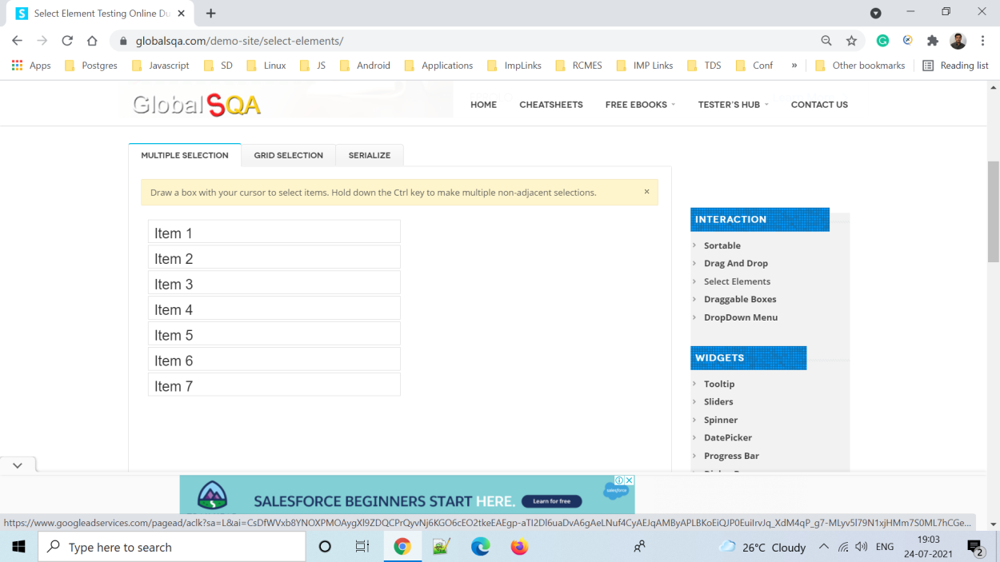 Select Element Testing Online Du
globalsqa.com/demo-site/select-elements/
Apps Postgres Javascript SD Linux JS Android Applications ImpLinks RCMES IMP Links TDS Conf » Other bookmarks Reading list
GlobalSQA HOME CHEATSHEETS FREE EBOOKS TESTER'S HUB CONTACT US
MULTIPLE SELECTION GRID SELECTION SERIALIZE
Draw a box with your cursor to select items. Hold down the Ctrl key to make multiple non-adjacent selections. ×
Item 1
Item 2
Item 3
Item 4
Item 5
Item 6
Item 7
INTERACTION
Sortable
Drag And Drop
Select Elements
Draggable Boxes
DropDown Menu
WIDGETS
Tooltip
Sliders
Spinner
DatePicker
Progress Bar
SALESFORCE BEGINNERS START HERE. Learn for free salesforce
https://www.googleadservices.com/pagead/aclk?sa=L&ai=CsDfWVxb8YNOXPMOAygXl9ZDQCPrQyvNj6KGO6cEO2tkeEAEgp-aTI2Dl6uaDvA6gAeLNuf4CyAEJqAMByAPLBKoEiQJP0EuiIrvJq_XdM4qP_g7-MLyv5l79N1xjHMm7S0ML7hCGe...
Type here to search
26°C Cloudy
ENG
19:03
24-07-2021
2